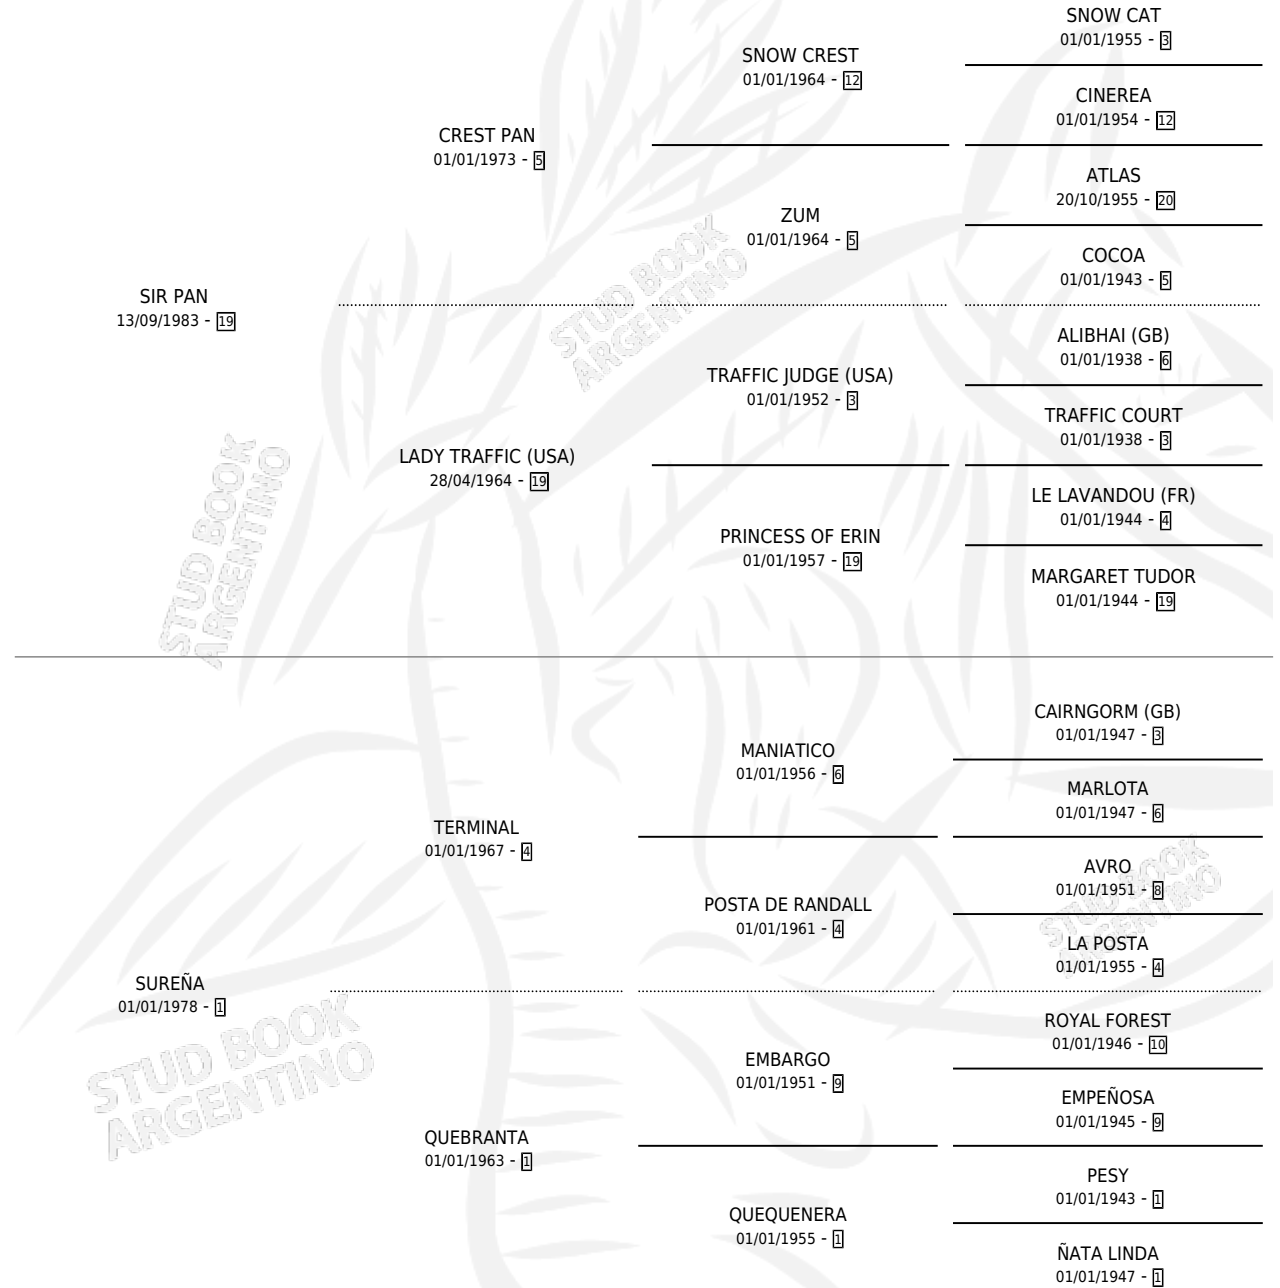 SNOW CAT
01/01/1955 - 3
SNOW CREST
01/01/1964 - 12
CINEREA
01/01/1954 - 12
CREST PAN
01/01/1973 - 5
ATLAS
20/10/1955 - 20
ZUM
01/01/1964 - 5
COCOA
01/01/1943 - 5
SIR PAN
13/09/1983 - 19
ALIBHAI (GB)
01/01/1938 - 6
TRAFFIC JUDGE (USA)
01/01/1952 - 3
TRAFFIC COURT
01/01/1938 - 3
LADY TRAFFIC (USA)
28/04/1964 - 19
LE LAVANDOU (FR)
01/01/1944 - 4
PRINCESS OF ERIN
01/01/1957 - 19
MARGARET TUDOR
01/01/1944 - 19
STUD BOOK
ARGENTINO
STUD BOOK
ARGENTINO
CAIRNGORM (GB)
01/01/1947 - 3
MANIATICO
01/01/1956 - 6
MARLOTA
01/01/1947 - 6
TERMINAL
01/01/1967 - 4
AVRO
01/01/1951 - 8
POSTA DE RANDALL
01/01/1961 - 4
LA POSTA
01/01/1955 - 4
STUD BOOK
ARGENTINO
SUREÑA
01/01/1978 - 1
ROYAL FOREST
01/01/1946 - 10
EMBARGO
01/01/1951 - 9
EMPEÑOSA
01/01/1945 - 9
STUD BOOK
ARGENTINO
QUEBRANTA
01/01/1963 - 1
PESY
01/01/1943 - 1
QUEQUENERA
01/01/1955 - 1
ÑATA LINDA
01/01/1947 - 1